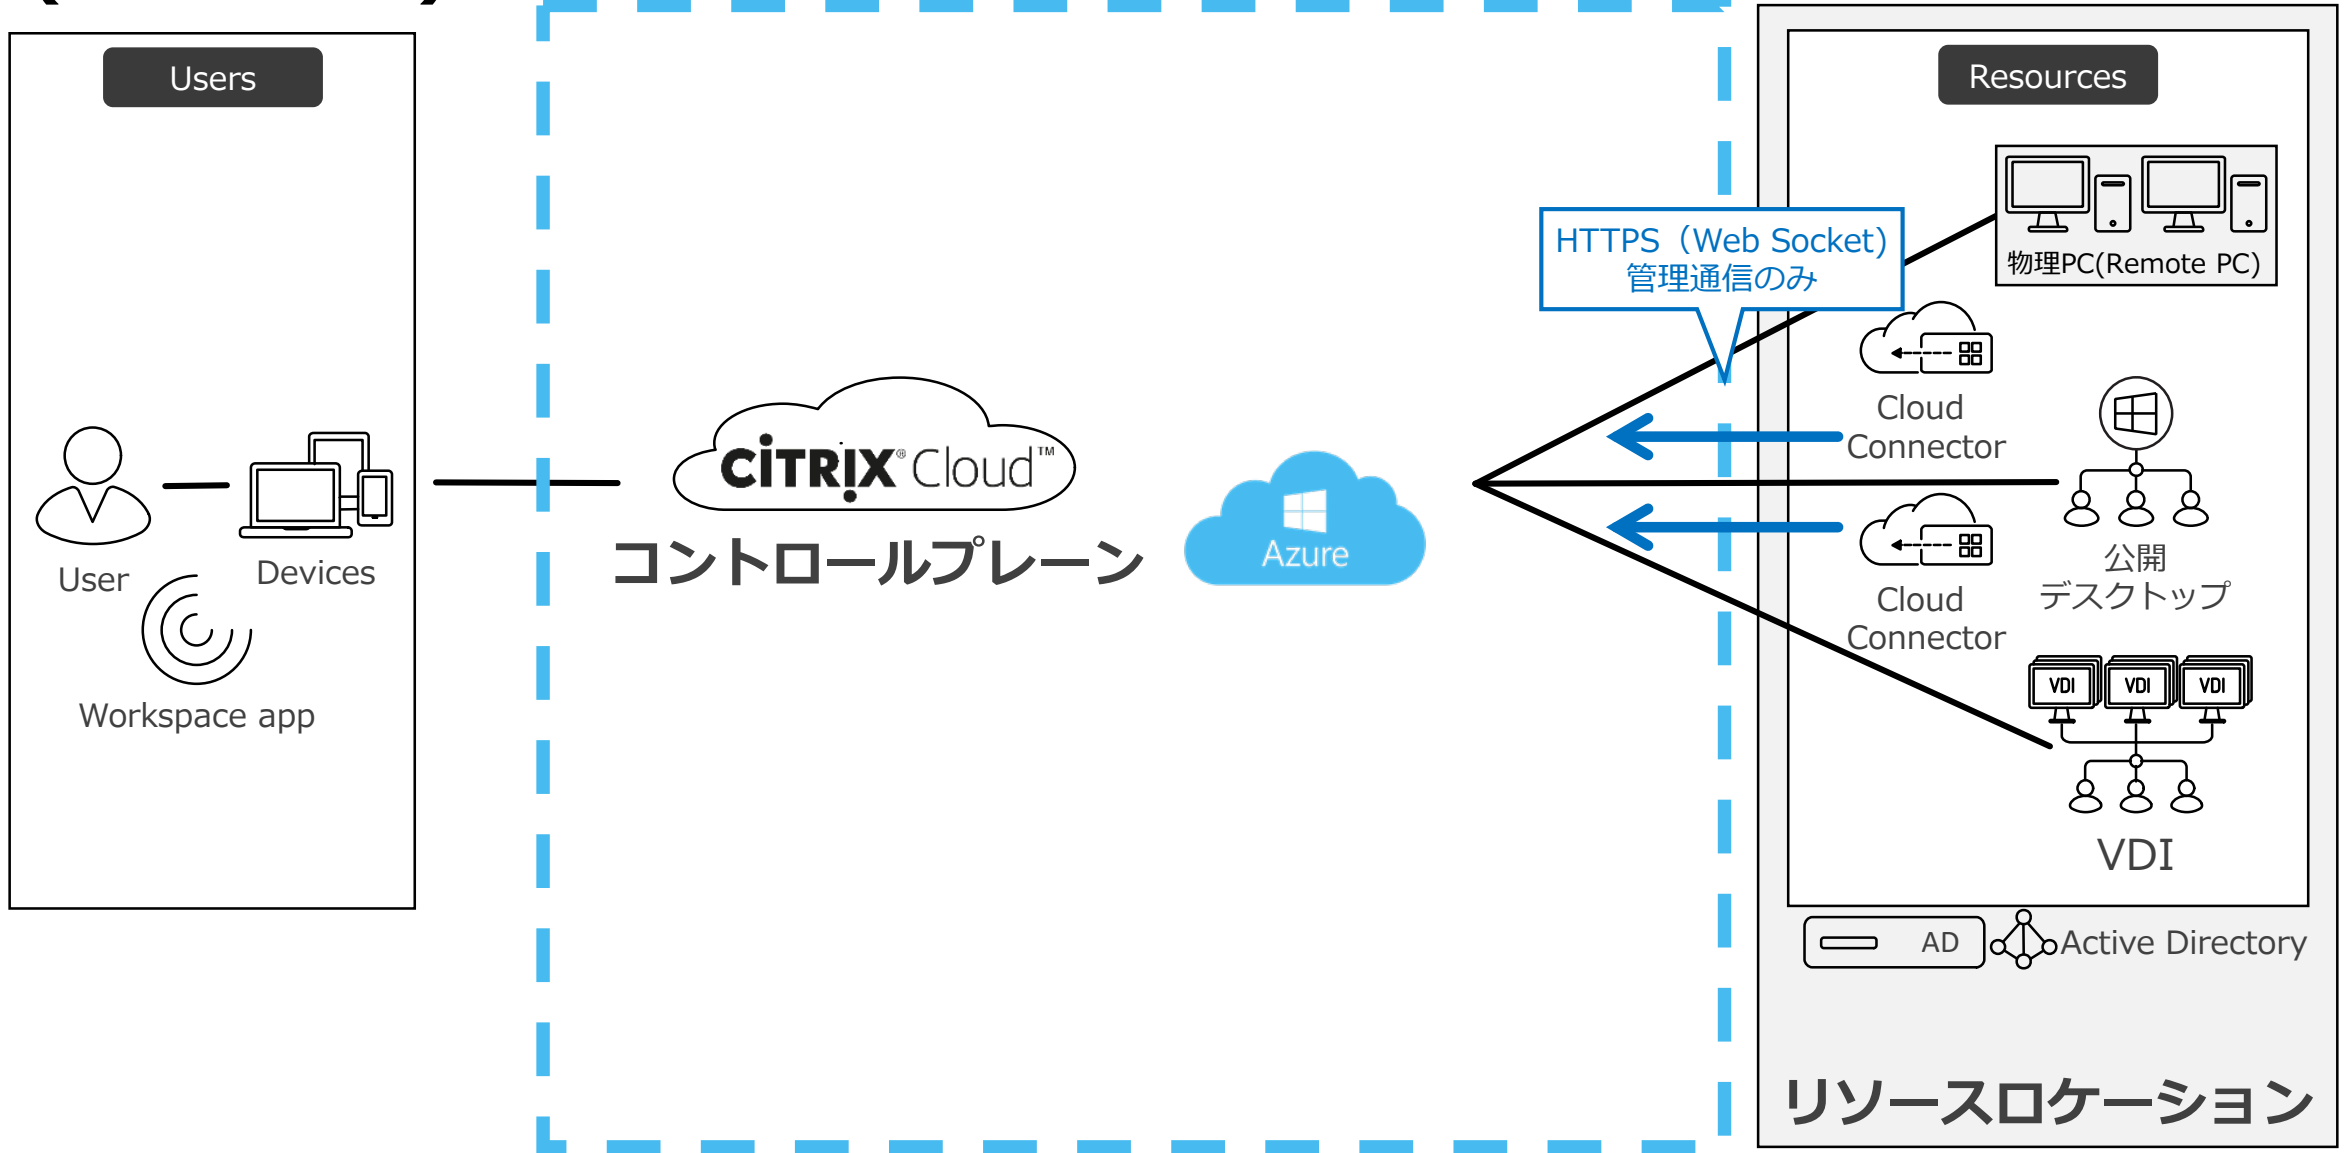 Users
User
Devices
Workspace app
CiTRIX® Cloud™
コントロールプレーン
Azure
HTTPS（Web Socket)
管理通信のみ
Resources
物理PC(Remote PC)
Cloud
Connector
公開
デスクトップ
Cloud
Connector
VDI
VDI
VDI
VDI
AD
Active Directory
リソースロケーション